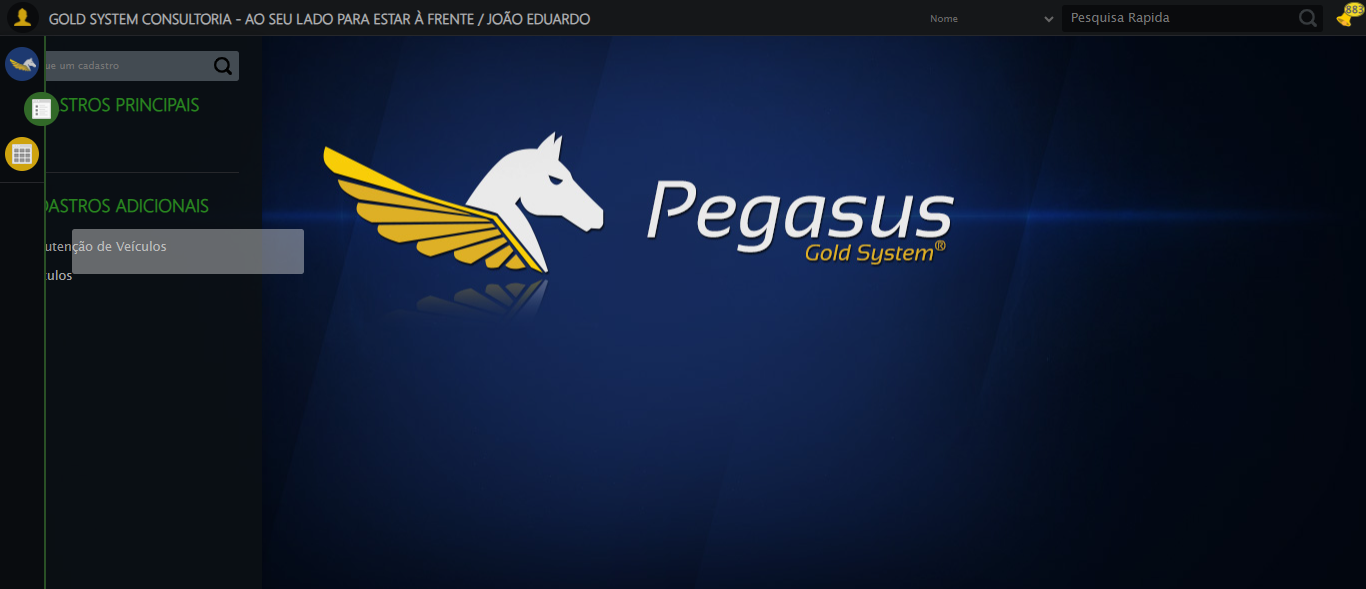 GOLD SYSTEM CONSULTORIA - AO SEU LADO PARA ESTAR À FRENTE / JOÃO EDUARDO
Nome
Pesquisa Rapida
883
ue um cadastro
STROS PRINCIPAIS
DASTROS ADICIONAIS
utenção de Veículos
ulos
Pegasus
Gold System®